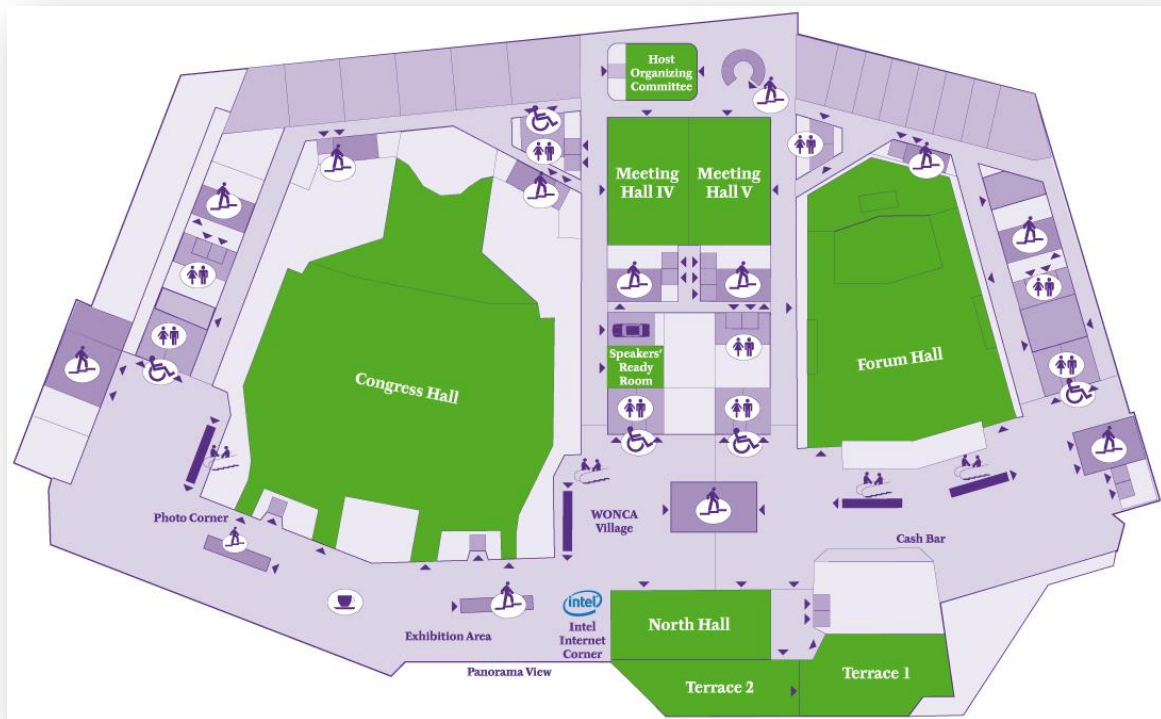 Host
Organizing
Committee
Meeting
Hall IV
Meeting
Hall V
Speakers'
Ready
Room
Congress Hall
Forum Hall
Photo Corner
WONCA
Village
Cash Bar
intel
Intel
Internet
Corner
Exhibition Area
North Hall
Panorama View
Terrace 2
Terrace 1